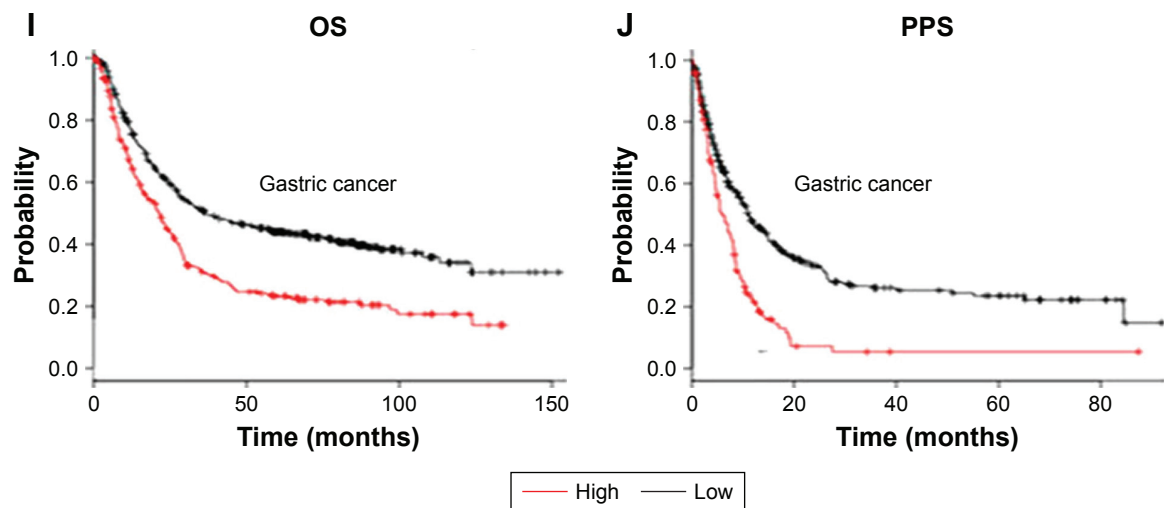 I OS
1.0
0.8
0.6
0.4
0.2
0.0
Probability
Gastric cancer
0 50 100 150
Time (months)
J PPS
1.0
0.8
0.6
0.4
0.2
0.0
Probability
Gastric cancer
0 20 40 60 80
Time (months)
High Low